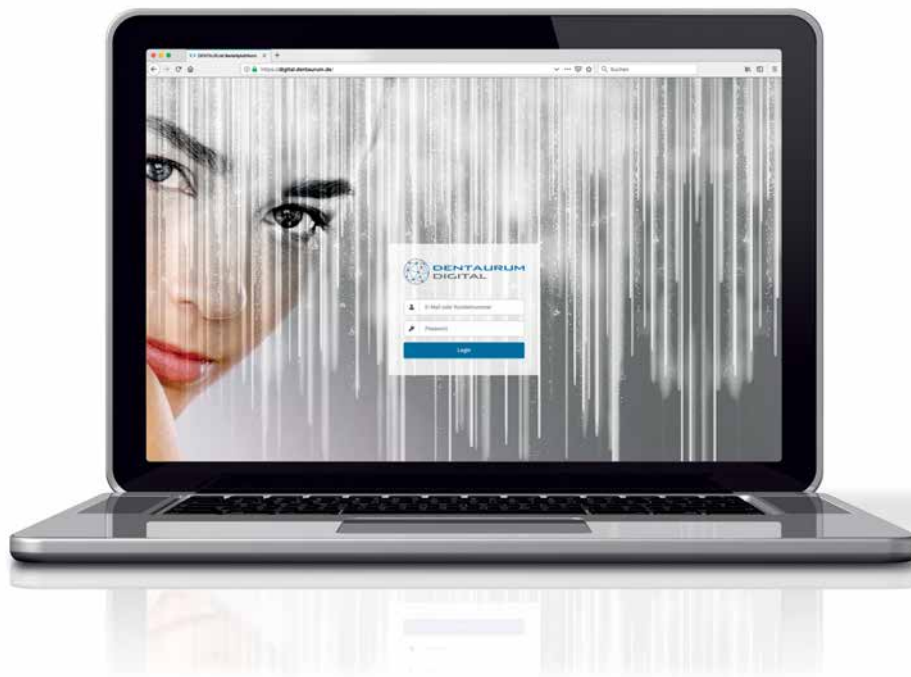 https://digital.dentaurum.de
Suchen
DENTAURUM
DIGITAL
E-Mail oder Kundennummer
Passwort
Login